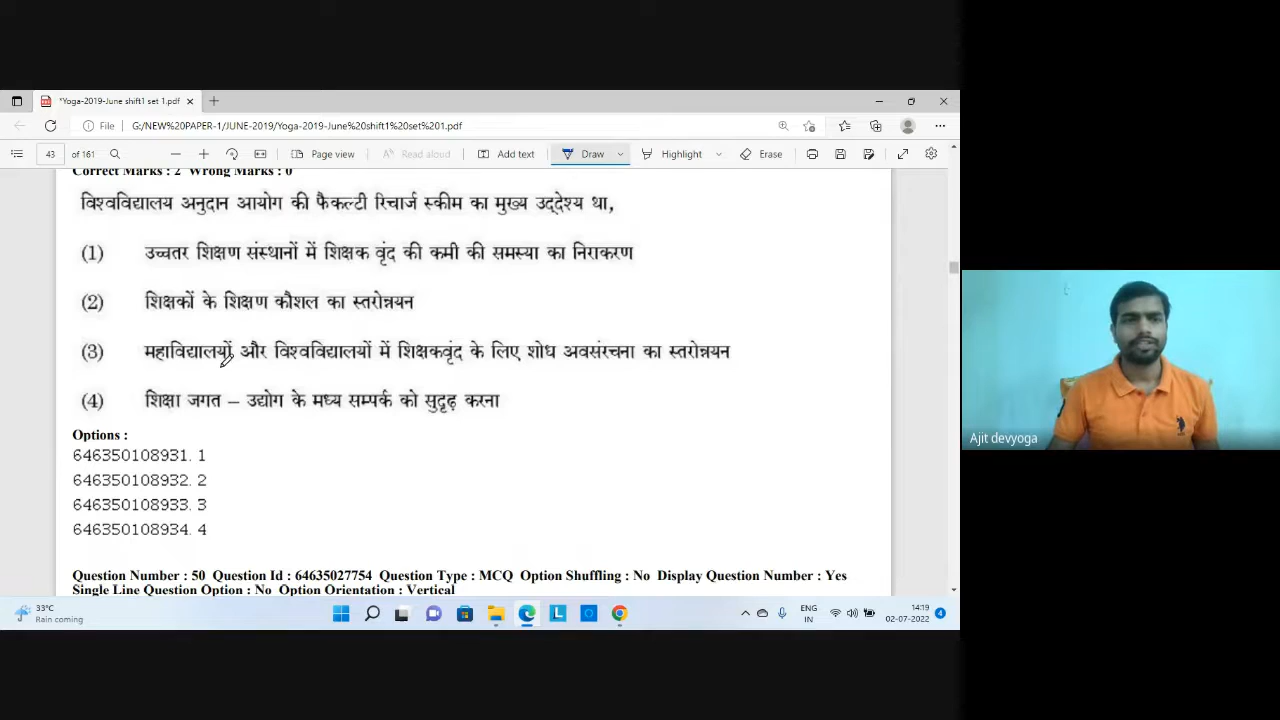 *Yoga-2019-June shift1 set 1.pdf
File G:/NEW%20PAPER-1/JUNE-2019/Yoga-2019-June%20shift1%20set%201.pdf
43 of 161 Page view Read aloud Add text Draw Highlight Erase
Correct Marks : 2 Wrong Marks : 0
विश्वविद्यालय अनुदान आयोग की फैकल्टी रिचार्ज स्कीम का मुख्य उद्देश्य था,
(1) उच्चतर शिक्षण संस्थानों में शिक्षक वृंद की कमी की समस्या का निराकरण
(2) शिक्षकों के शिक्षण कौशल का स्तरोन्नयन
(3) महाविद्यालयों और विश्वविद्यालयों में शिक्षकवृंद के लिए शोध अवसंरचना का स्तरोन्नयन
(4) शिक्षा जगत – उद्योग के मध्य सम्पर्क को सुदृढ़ करना
Options :
646350108931. 1
646350108932. 2
646350108933. 3
646350108934. 4
Question Number : 50 Question Id : 64635027754 Question Type : MCQ Option Shuffling : No Display Question Number : Yes
Single Line Question Option : No Option Orientation : Vertical
Ajit devyoga
33°C
Rain coming
ENG
IN
14:19
02-07-2022
4